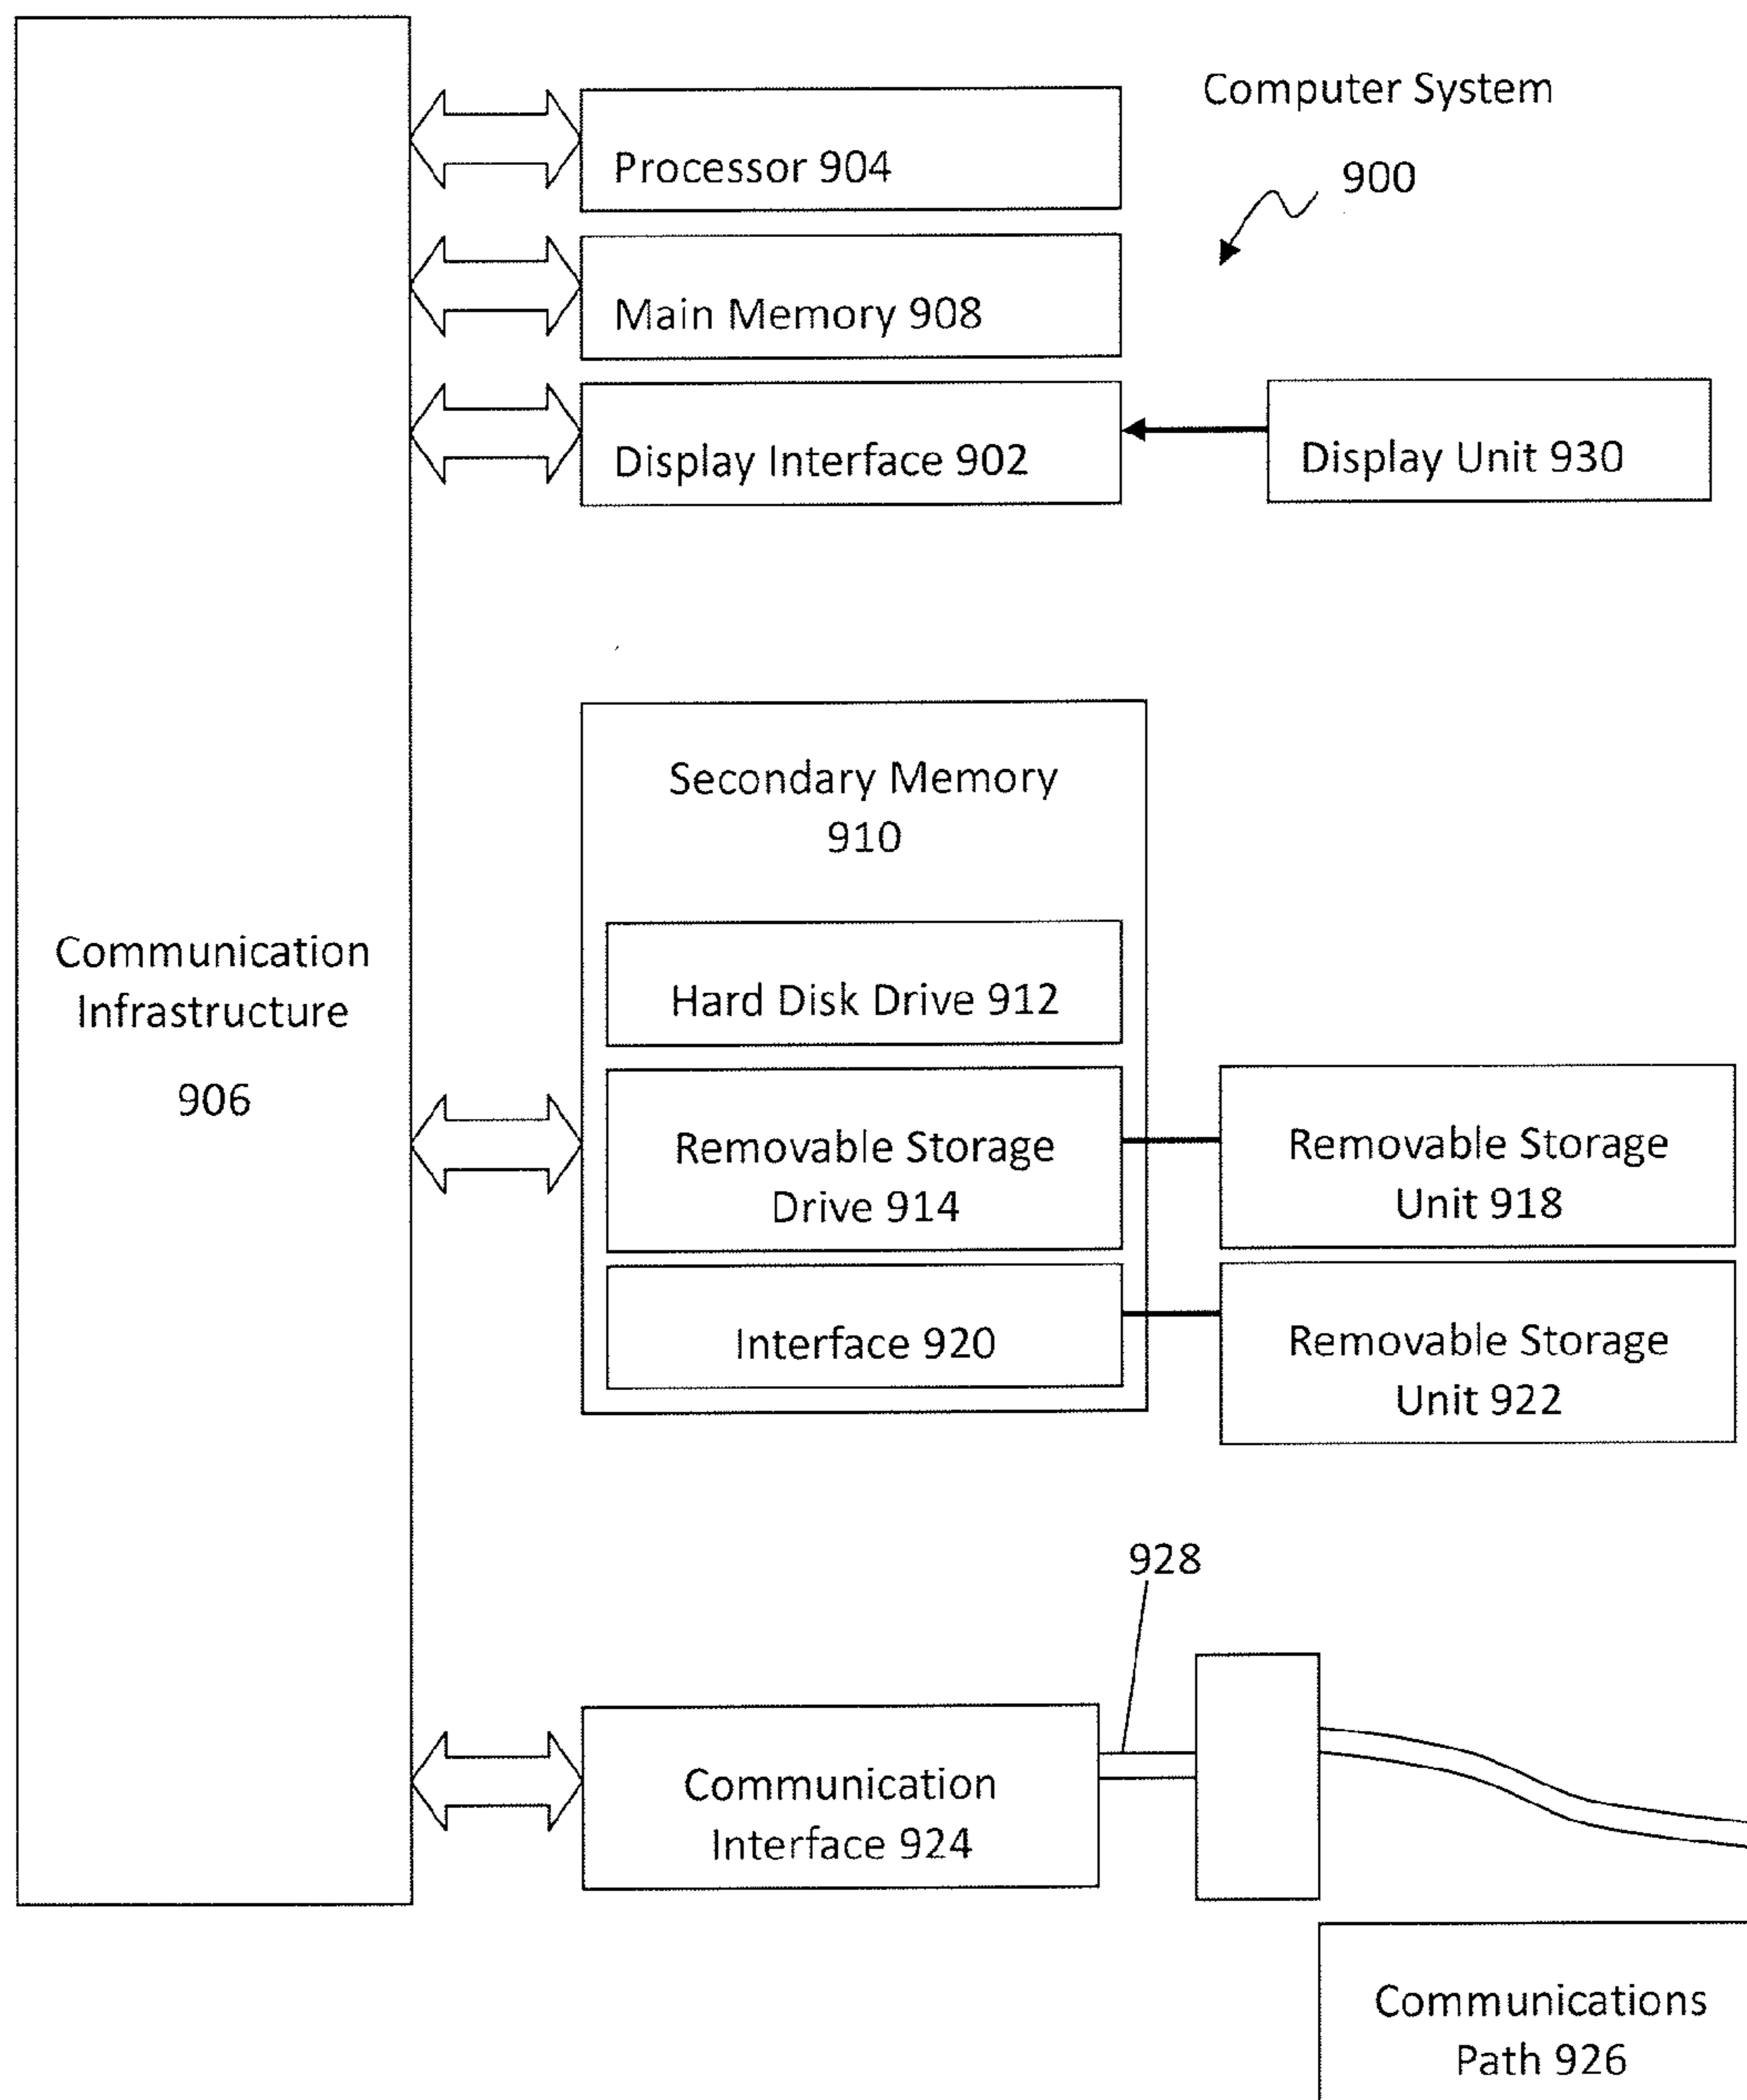 Computer System
900
Processor 904
Main Memory 908
Display Interface 902
Display Unit 930
Secondary Memory
910
Communication
Infrastructure
906
Hard Disk Drive 912
Removable Storage
Drive 914
Removable Storage
Unit 918
Interface 920
Removable Storage
Unit 922
928
Communication
Interface 924
Communications
Path 926